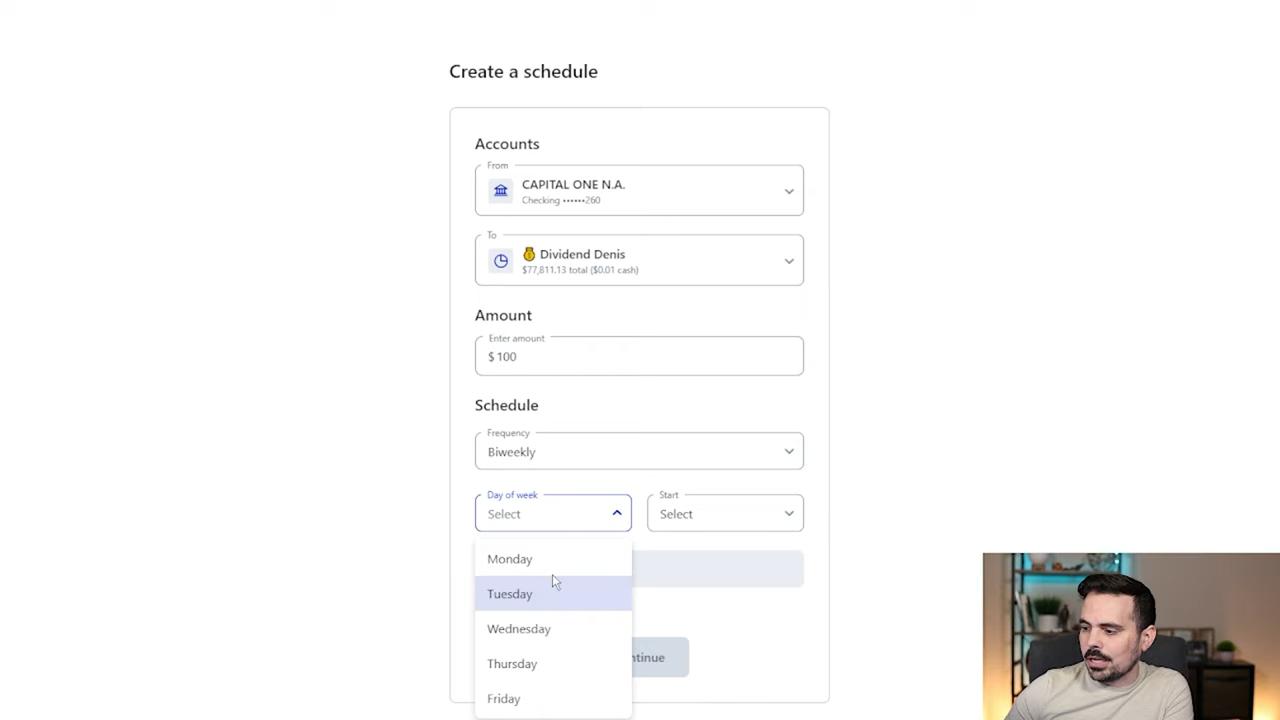 Create a schedule
Accounts
From
CAPITAL ONE N.A.
Checking ••••••260
To
Dividend Denis
$77,811.13 total ($0.01 cash)
Amount
Enter amount
$ 100
Schedule
Frequency
Biweekly
Day of week
Select
Start
Select
Monday
Tuesday
Wednesday
Thursday
Friday
ntinue